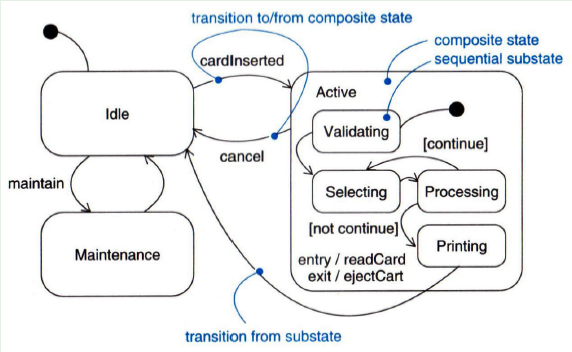 transition to/from composite state
cardInserted
composite state
sequential substate
Active
Idle
Validating
[continue]
cancel
maintain
Selecting
Processing
[not continue]
Printing
Maintenance
entry / readCard
exit / ejectCart
transition from substate